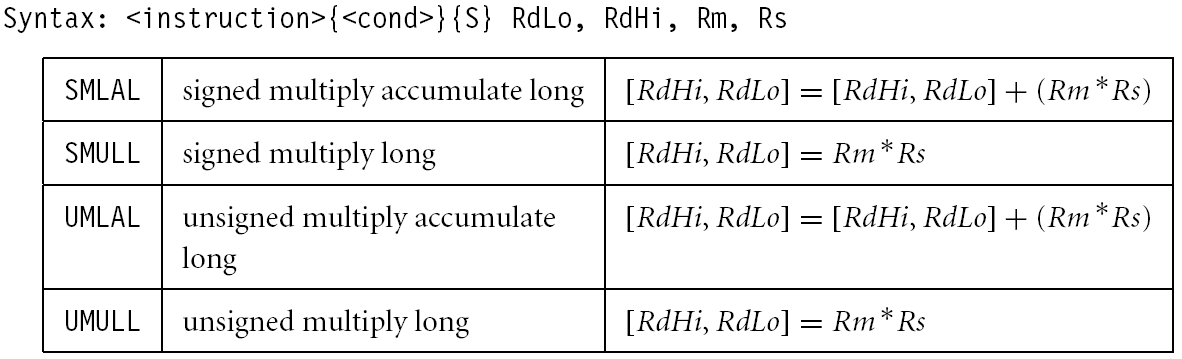 Syntax: <instruction>{<cond>}{S} RdLo, RdHi, Rm, Rs
SMLAL signed multiply accumulate long [RdHi, RdLo] = [RdHi, RdLo] + (Rm*Rs)
SMULL signed multiply long [RdHi, RdLo] = Rm*Rs
UMLAL unsigned multiply accumulate [RdHi, RdLo] = [RdHi, RdLo] + (Rm*Rs)
long
UMULL unsigned multiply long [RdHi, RdLo] = Rm*Rs